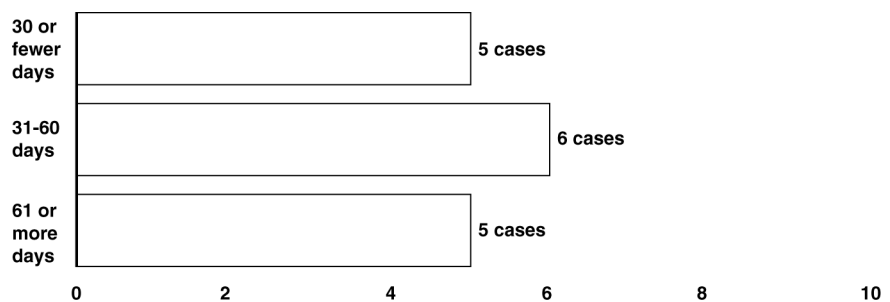 30 or
fewer
days
5 cases
31-60
days
6 cases
61 or
more
days
5 cases
0 2 4 6 8 10